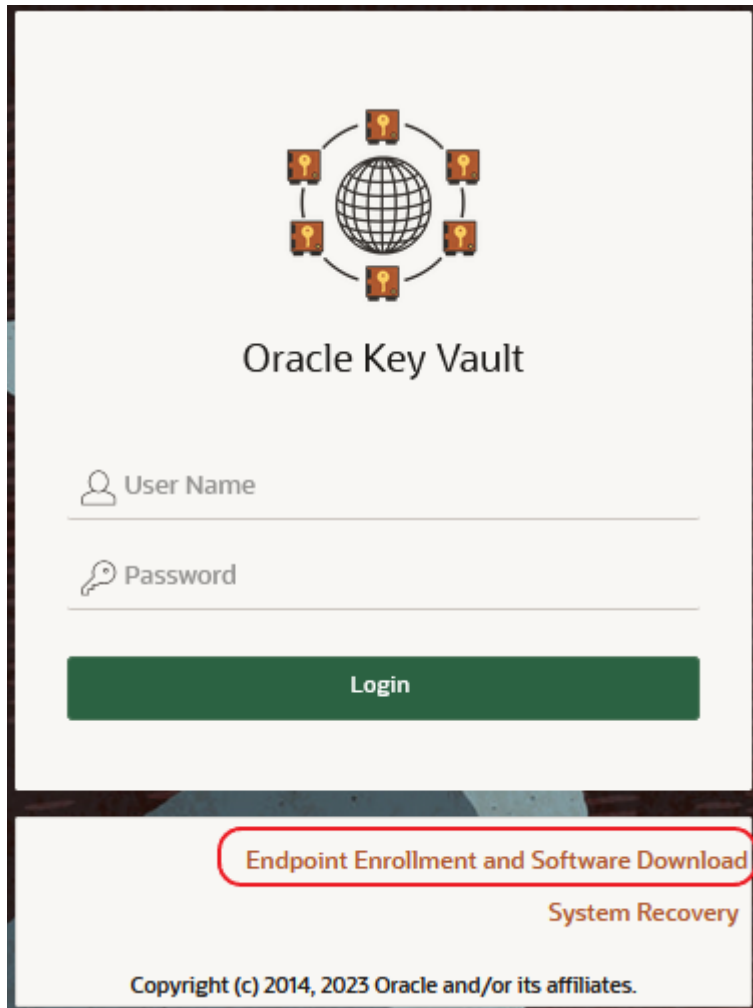 Oracle Key Vault
User Name
Password
Login
Endpoint Enrollment and Software Download
System Recovery
Copyright (c) 2014, 2023 Oracle and/or its affiliates.